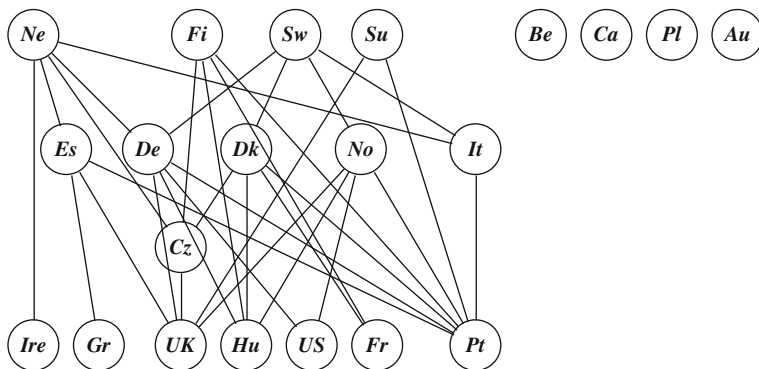 Ne Fi Sw Su Be Ca Pl Au
Es De Dk No It
Cz
Ire Gr UK Hu US Fr Pt